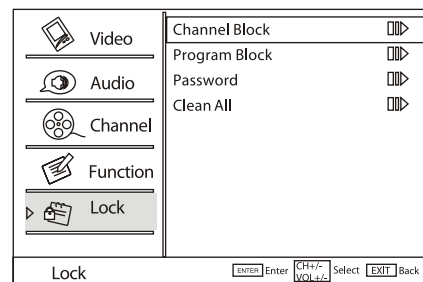 Video
Audio
Channel
Function
Lock
Channel Block
Program Block
Password
Clean All
Lock
ENTER Enter CH+/- VOL+/- Select EXIT Back